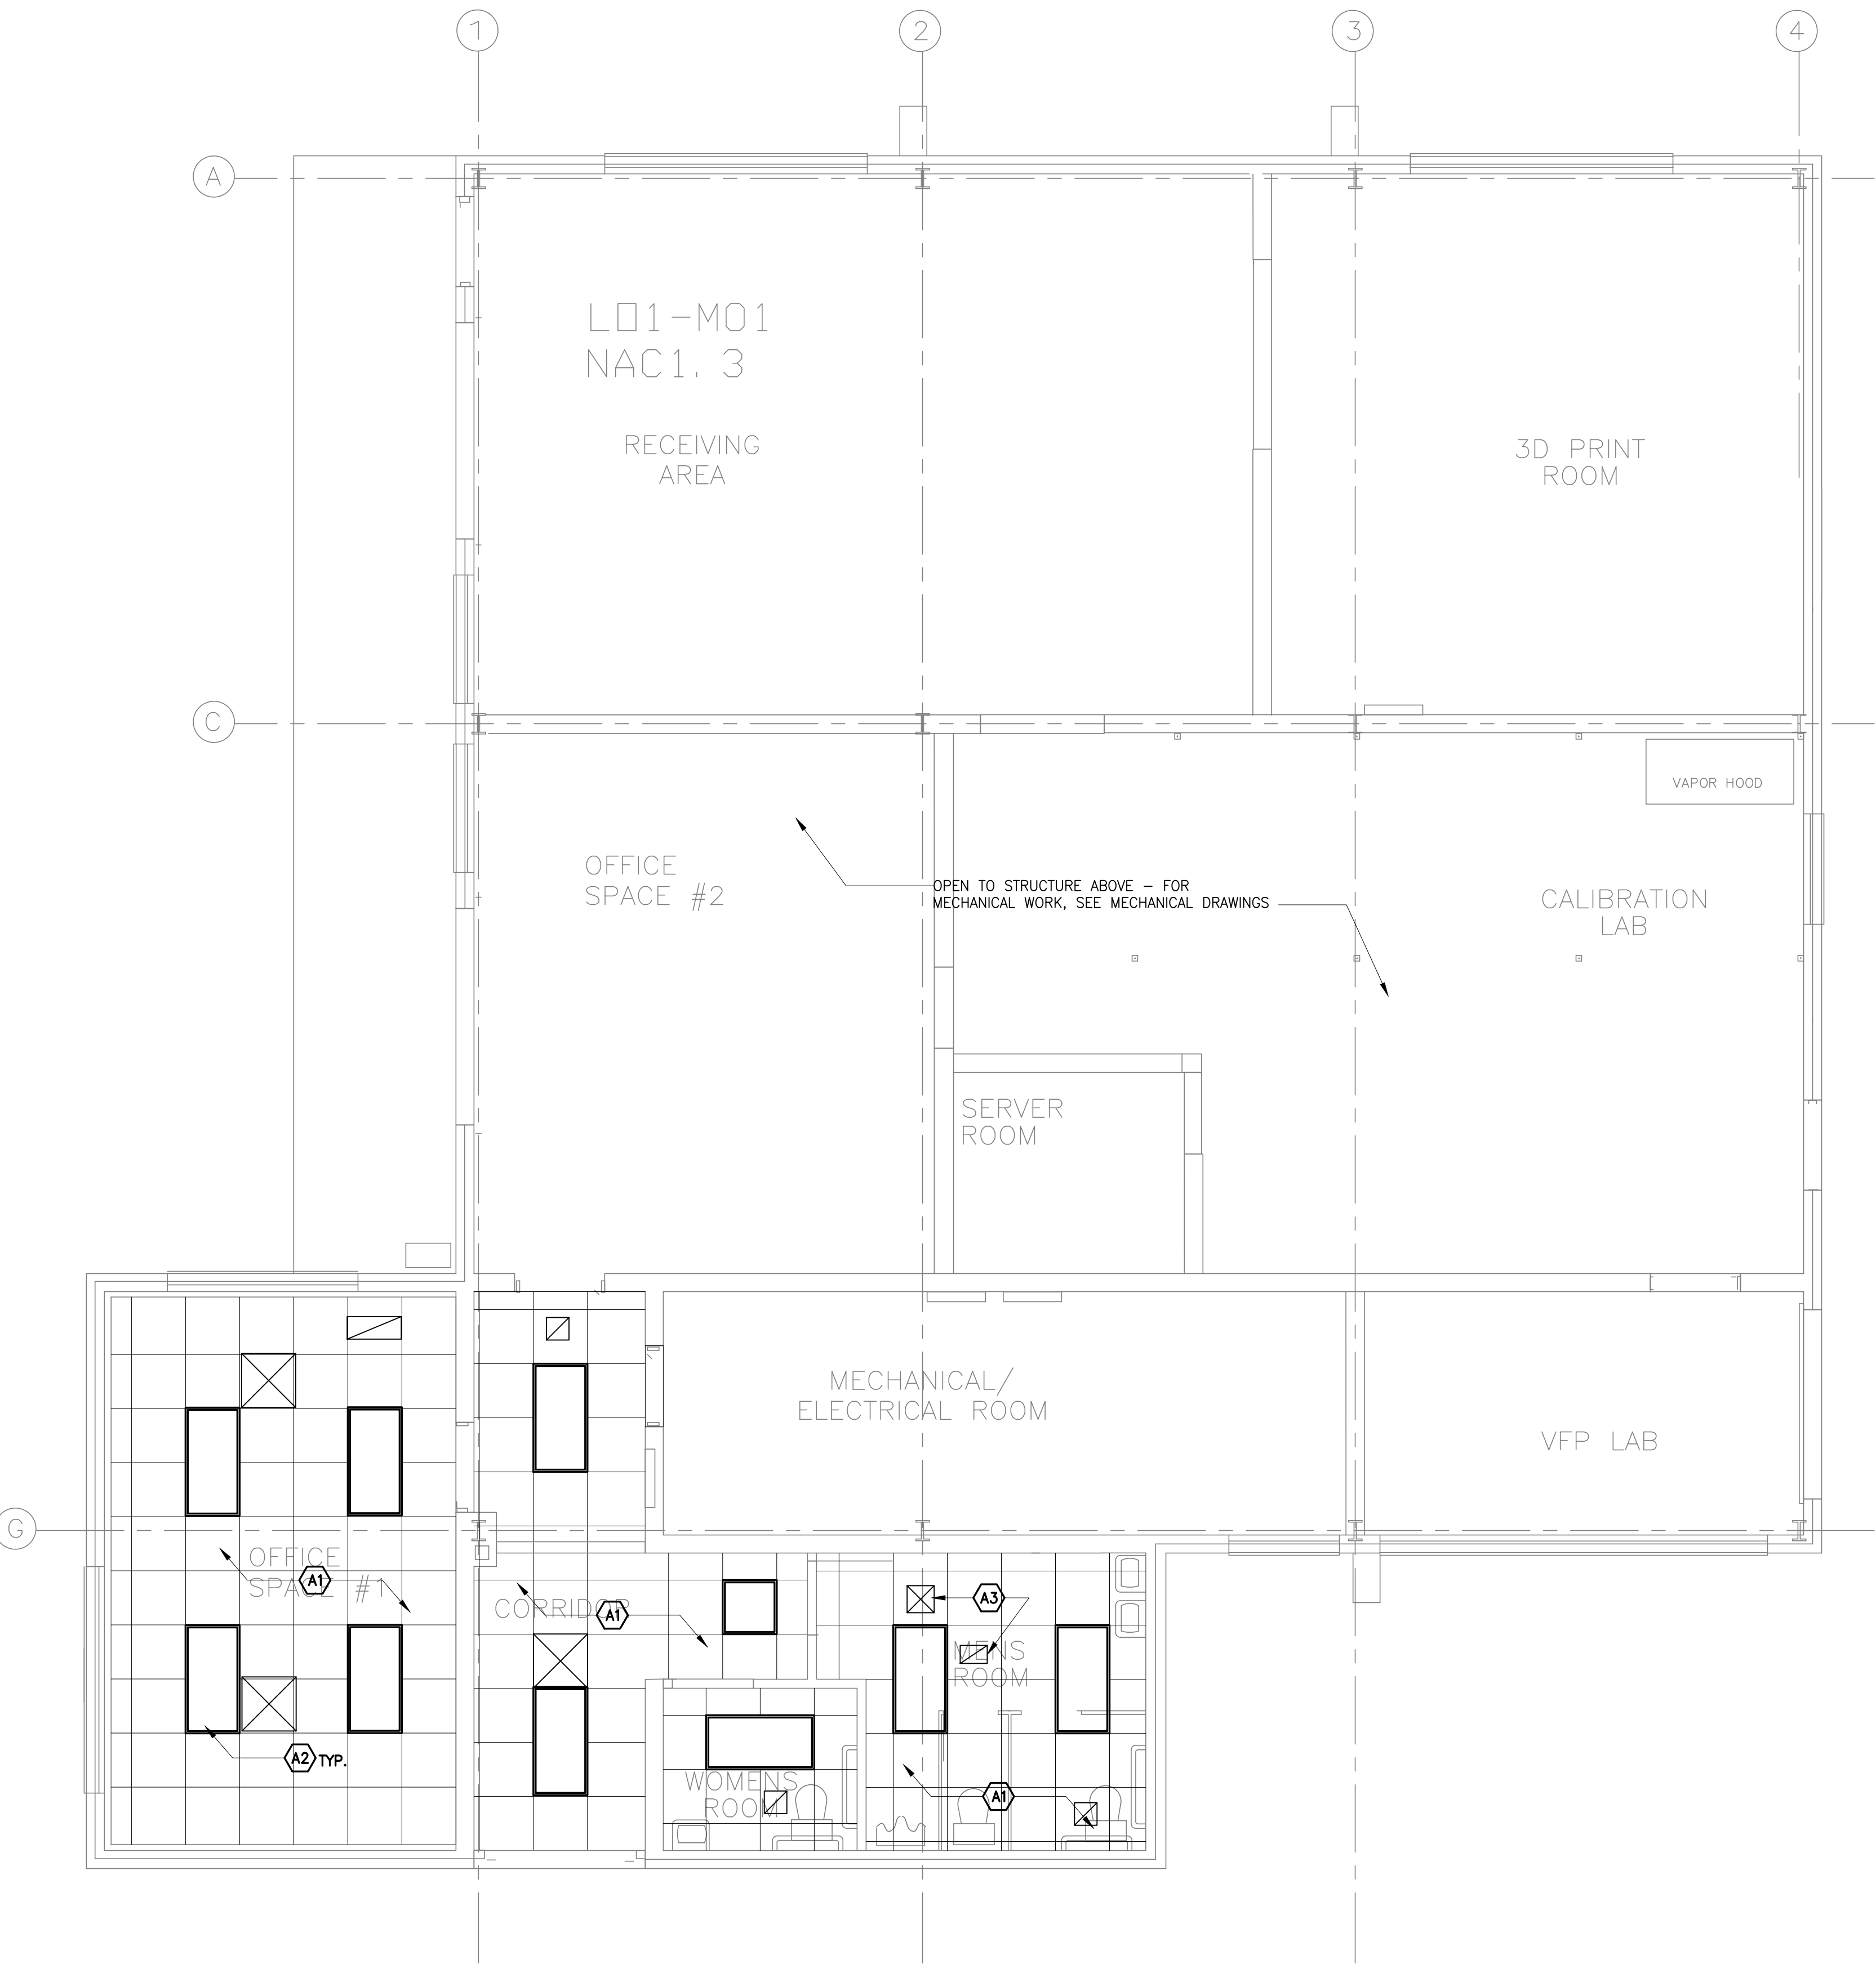 1
2
3
4
A
L01-M01
NAC1.3
RECEIVING
AREA
3D PRINT
ROOM
C
VAPOR HOOD
OFFICE
SPACE #2
OPEN TO STRUCTURE ABOVE – FOR
MECHANICAL WORK, SEE MECHANICAL DRAWINGS
CALIBRATION
LAB
SERVER
ROOM
MECHANICAL/
ELECTRICAL ROOM
VFP LAB
G
OFFICE
SPACE #1
A1
CORRIDOR
A1
A3
MENS
ROOM
A2 TYP.
WOMENS
ROOM
A1